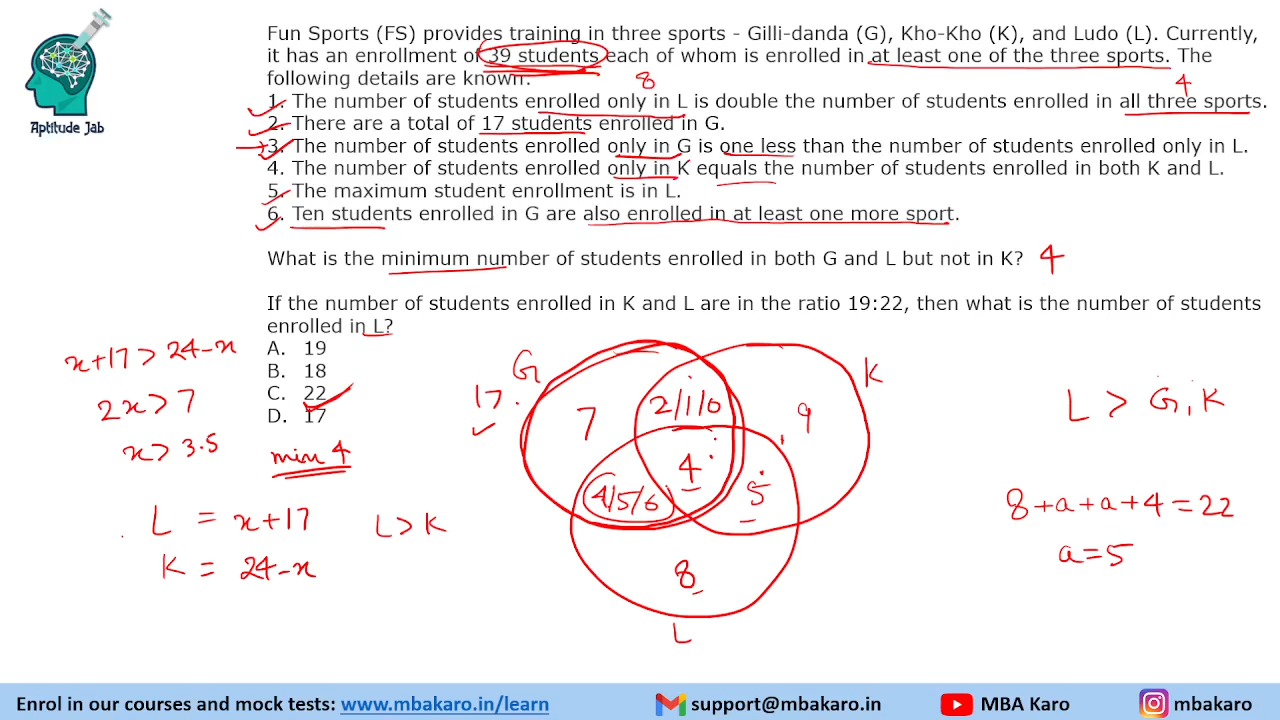 Fun Sports (FS) provides training in three sports - Gilli-danda (G), Kho-Kho (K), and Ludo (L). Currently,
it has an enrollment of 39 students each of whom is enrolled in at least one of the three sports. The
following details are known:
8
4
1. The number of students enrolled only in L is double the number of students enrolled in all three sports.
Aptitude Jab
2. There are a total of 17 students enrolled in G.
3. The number of students enrolled only in G is one less than the number of students enrolled only in L.
4. The number of students enrolled only in K equals the number of students enrolled in both K and L.
5. The maximum student enrollment is in L.
6. Ten students enrolled in G are also enrolled in at least one more sport.
What is the minimum number of students enrolled in both G and L but not in K? 4
If the number of students enrolled in K and L are in the ratio 19:22, then what is the number of students
enrolled in L?
A. 19
B. 18
C. 22
D. 17
x+17 > 24-x
2x > 7
x > 3.5
min 4
L = x+17
K = 24-x
L > K
G
17
K
7
2/1/0
9
4
4/5/6
5
8
L
L > G, K
8+a+a+4=22
a=5
Enrol in our courses and mock tests: www.mbakaro.in/learn
support@mbakaro.in
MBA Karo
mbakaro